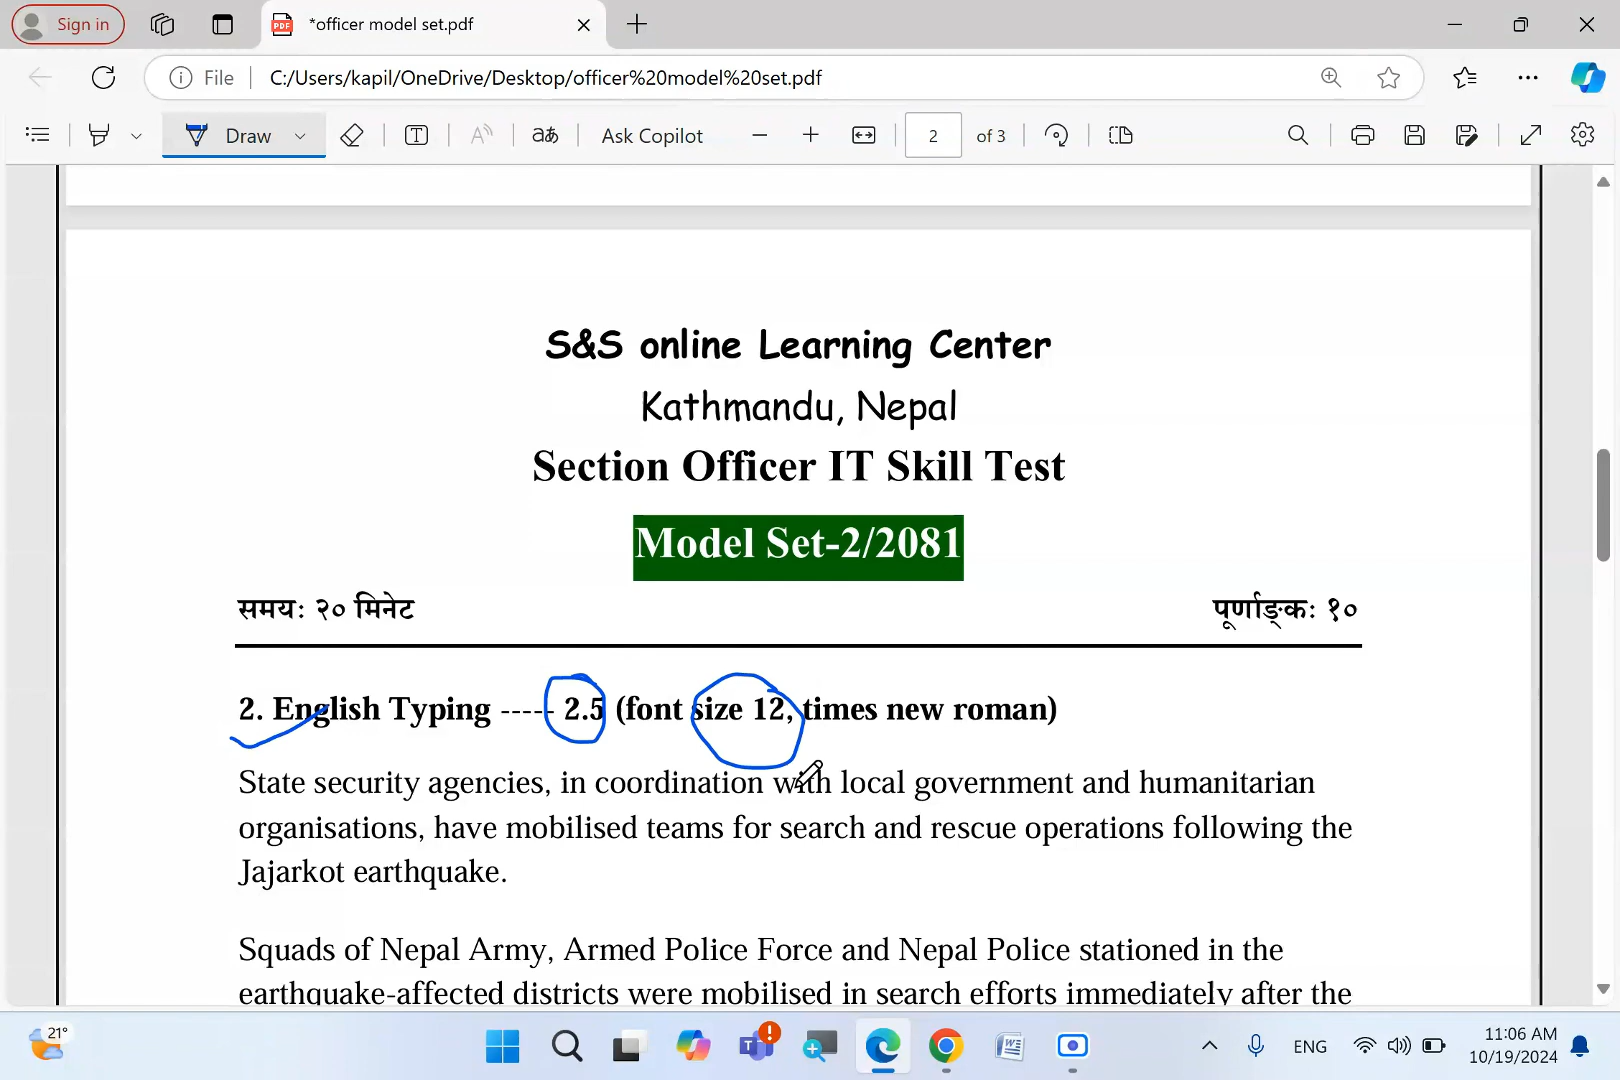 Sign in
*officer model set.pdf
File
C:/Users/kapil/OneDrive/Desktop/officer%20model%20set.pdf
Draw
aあ
Ask Copilot
2
of 3
S&S online Learning Center
Kathmandu, Nepal
Section Officer IT Skill Test
Model Set-2/2081
समयः २० मिनेट
पूर्णाङ्कः १०
2. English Typing ----- 2.5 (font size 12, times new roman)
State security agencies, in coordination with local government and humanitarian
organisations, have mobilised teams for search and rescue operations following the
Jajarkot earthquake.
Squads of Nepal Army, Armed Police Force and Nepal Police stationed in the
earthquake-affected districts were mobilised in search efforts immediately after the
21°
ENG
11:06 AM
10/19/2024